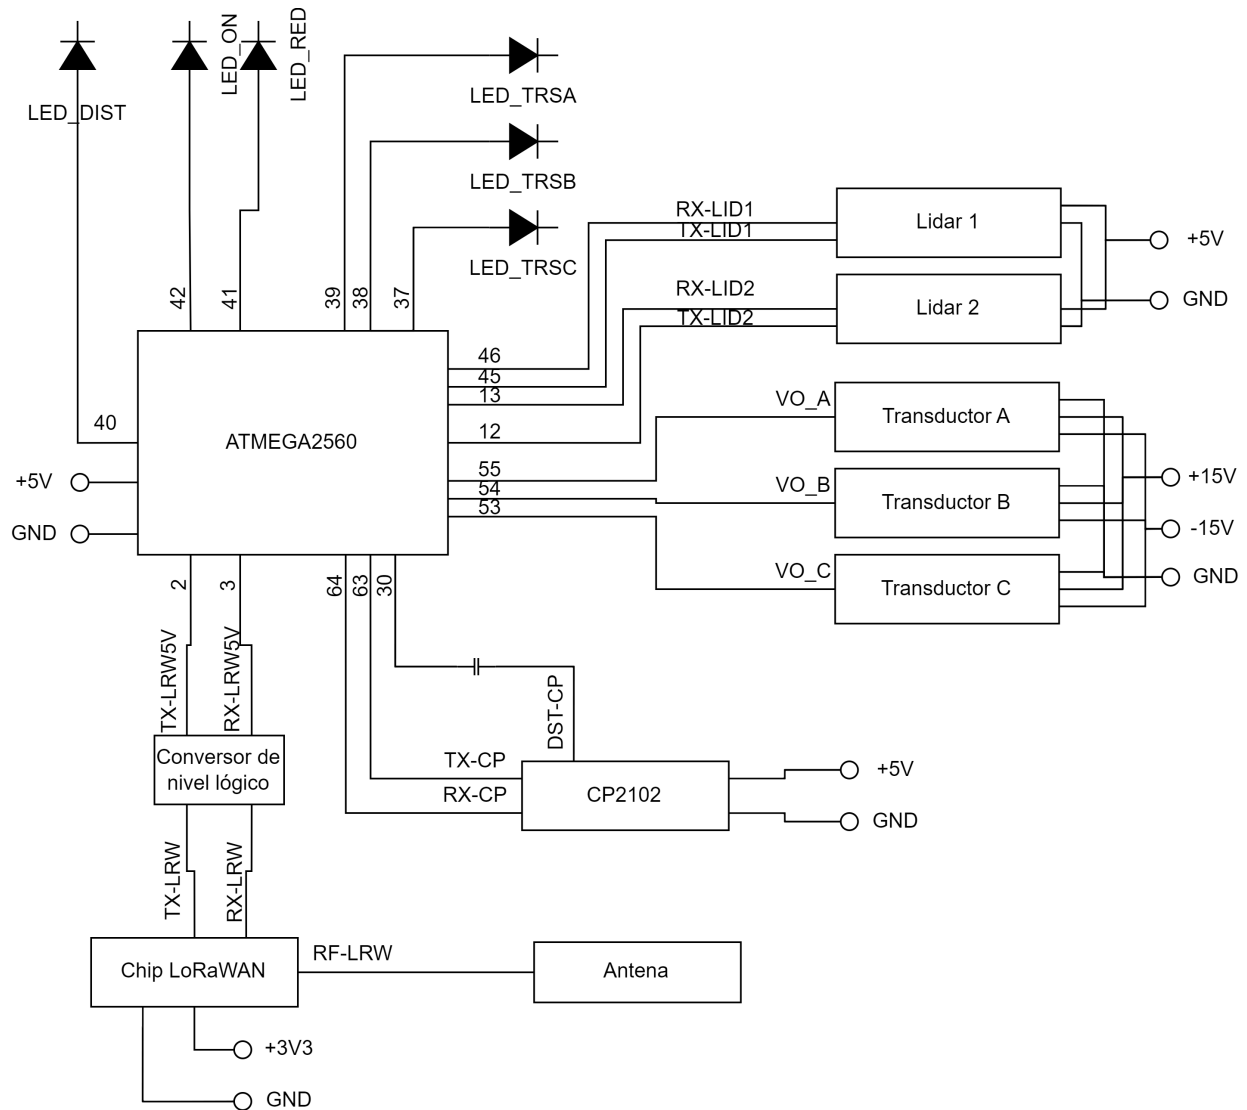 LED_DIST
LED_ON
LED_RED
LED_TRSA
LED_TRSB
LED_TRSC
42
41
39
38
37
RX-LID1
TX-LID1
Lidar 1
+5V
RX-LID2
TX-LID2
Lidar 2
GND
ATMEGA2560
40
+5V
GND
46
45
13
12
55
54
53
VO_A
Transductor A
VO_B
Transductor B
VO_C
Transductor C
+15V
-15V
GND
2
3
64
63
30
TX-LRW5V
RX-LRW5V
Conversor de
nivel lógico
DST-CP
TX-CP
RX-CP
CP2102
+5V
GND
TX-LRW
RX-LRW
Chip LoRaWAN
RF-LRW
Antena
+3V3
GND